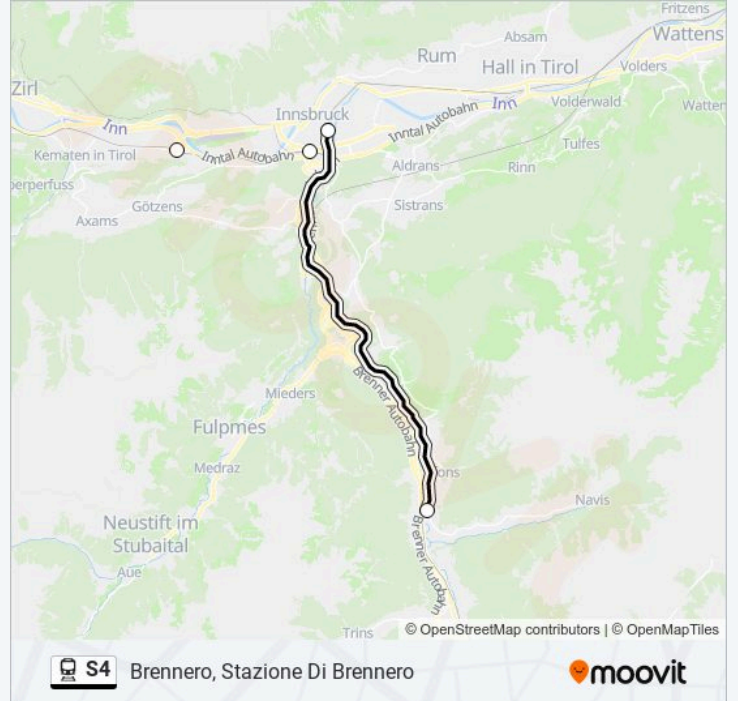 Fritzens
Absam
Wattens
Rum
Hall in Tirol
Volders
Zirl
Innsbruck
Inn
Volderwald
Watten
Inn
Inntal Autobahn
Tulfes
Kematen in Tirol
Inntal Autobahn
Aldrans
Rinn
perperfuss
Götzens
Sistrans
Axams
Mieders
Brenner Autobahn
Fulpmes
Medraz
ons
Navis
Neustift im
Stubaital
Brenner Autobahn
Aue
Trins
© OpenStreetMap contributors | © OpenMapTiles
S4 Brennero, Stazione Di Brennero
moovit